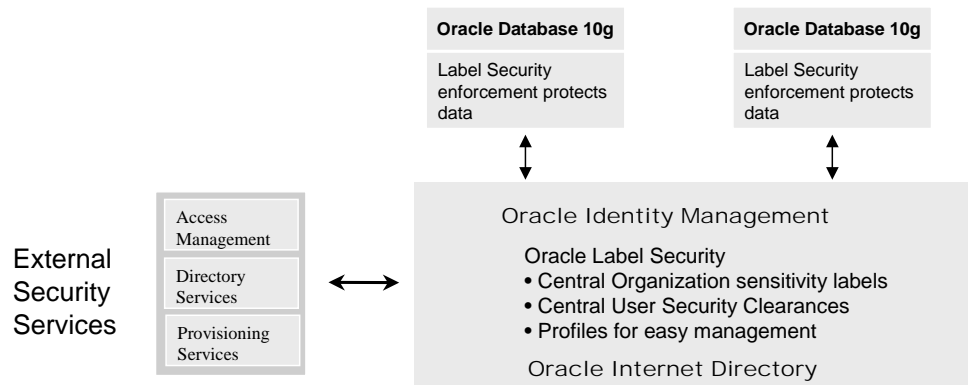 Oracle Database 10g
Label Security
enforcement protects
data
Oracle Database 10g
Label Security
enforcement protects
data
External
Security
Services
Access
Management
Directory
Services
Provisioning
Services
Oracle Identity Management
Oracle Label Security
• Central Organization sensitivity labels
• Central User Security Clearances
• Profiles for easy management
Oracle Internet Directory